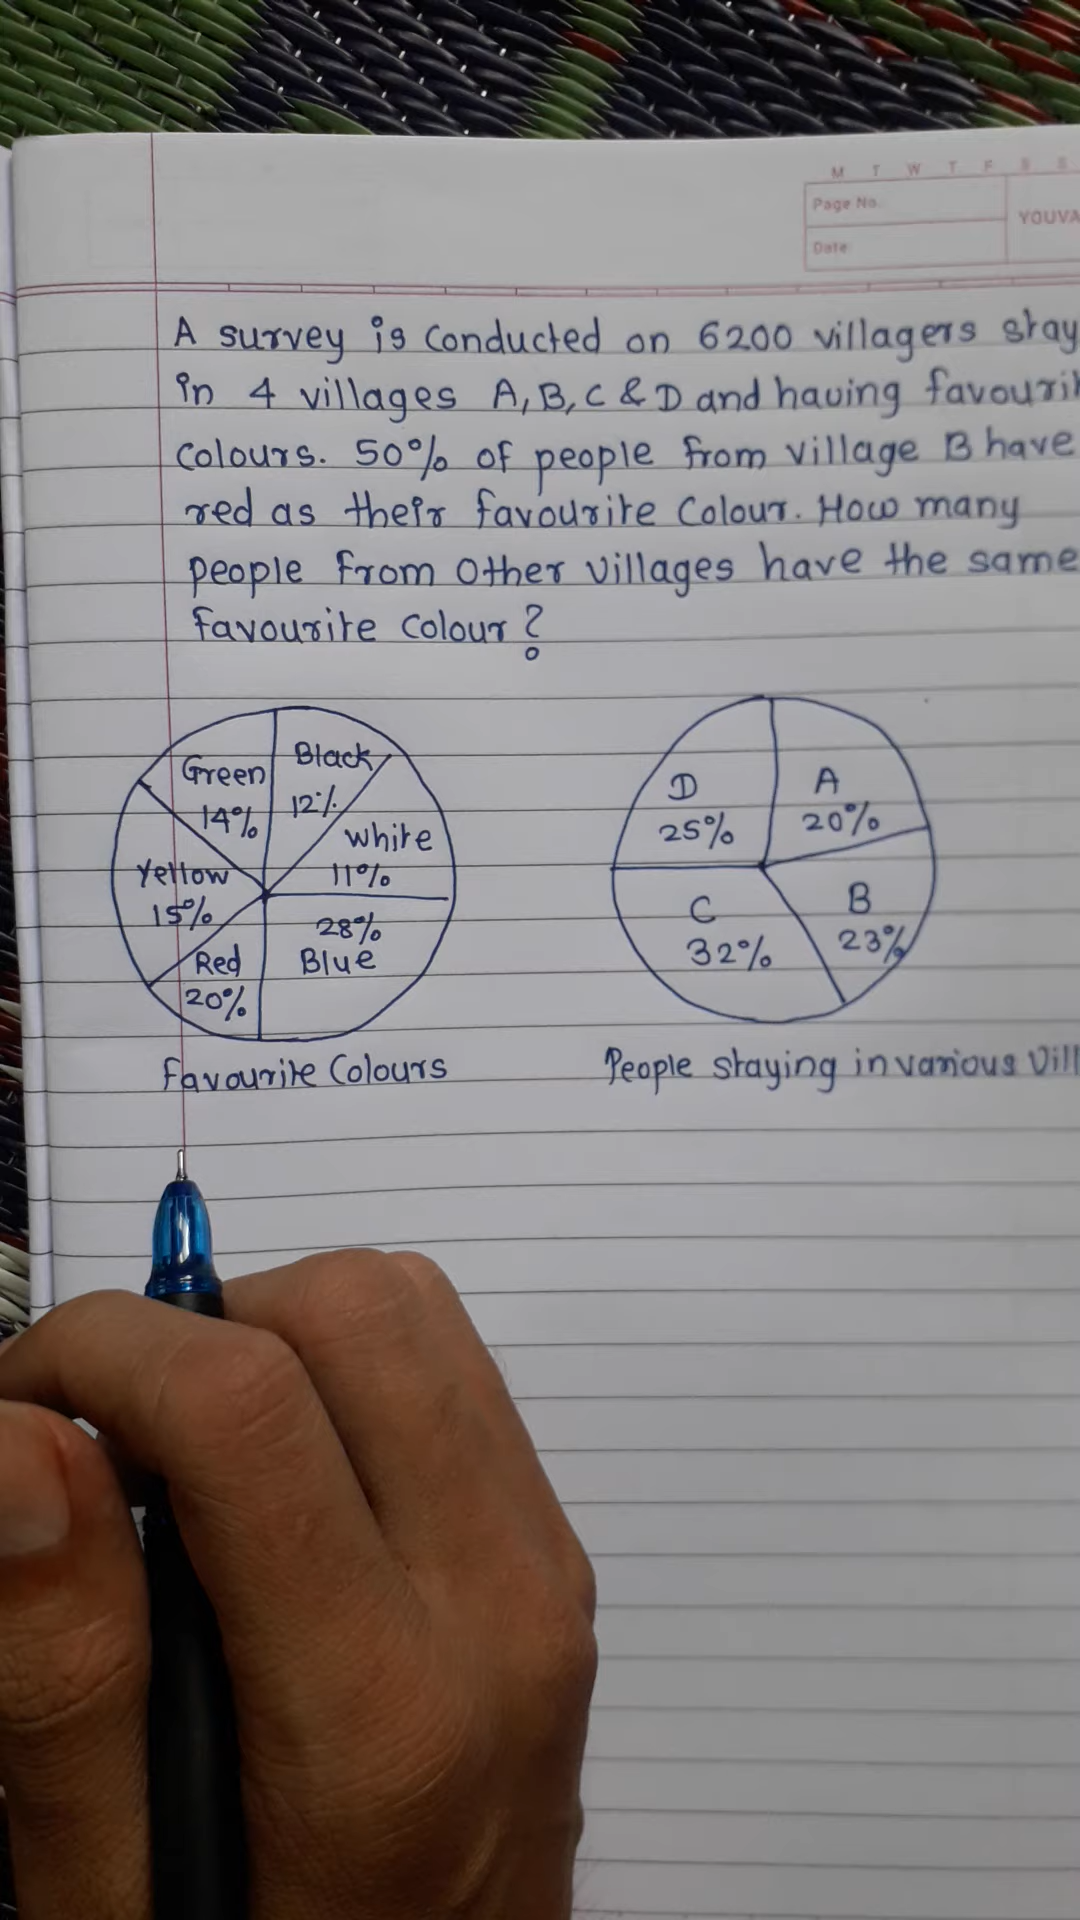 M T W T F S S
Page No.
Date:
YOUVA
A survey is conducted on 6200 villagers stay
in 4 villages A, B, C & D and having favourit
colours. 50% of people from village B have
red as their favourite colour. How many
people from other villages have the same
favourite colour?
Green
14%
Black
12%
White
11%
Yellow
15%
28%
Blue
Red
20%
D
25%
A
20%
C
32%
B
23%
Favourite Colours
People staying in various Vill